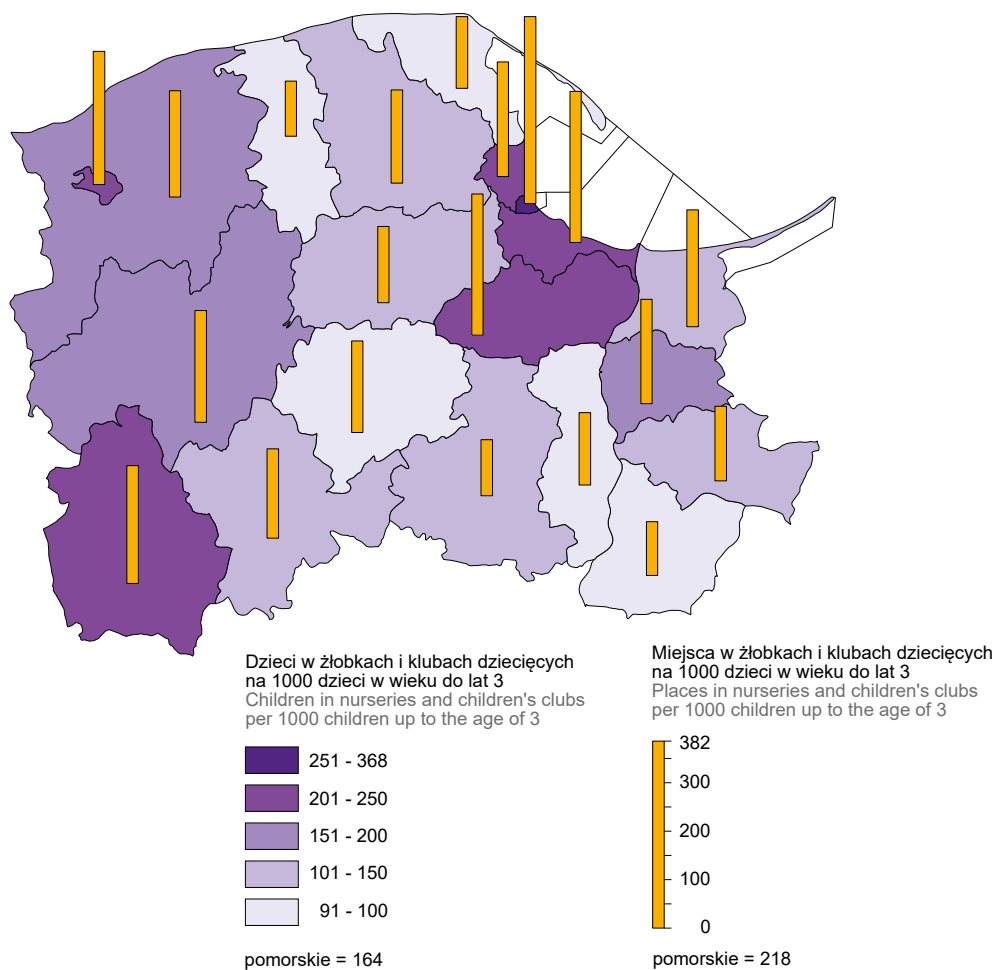 Dzieci w żłobkach i klubach dziecięcych
na 1000 dzieci w wieku do lat 3
Children in nurseries and children's clubs
per 1000 children up to the age of 3
251 - 368
201 - 250
151 - 200
101 - 150
91 - 100
pomorskie = 164
Miejsca w żłobkach i klubach dziecięcych
na 1000 dzieci w wieku do lat 3
Places in nurseries and children's clubs
per 1000 children up to the age of 3
382
300
200
100
0
pomorskie = 218